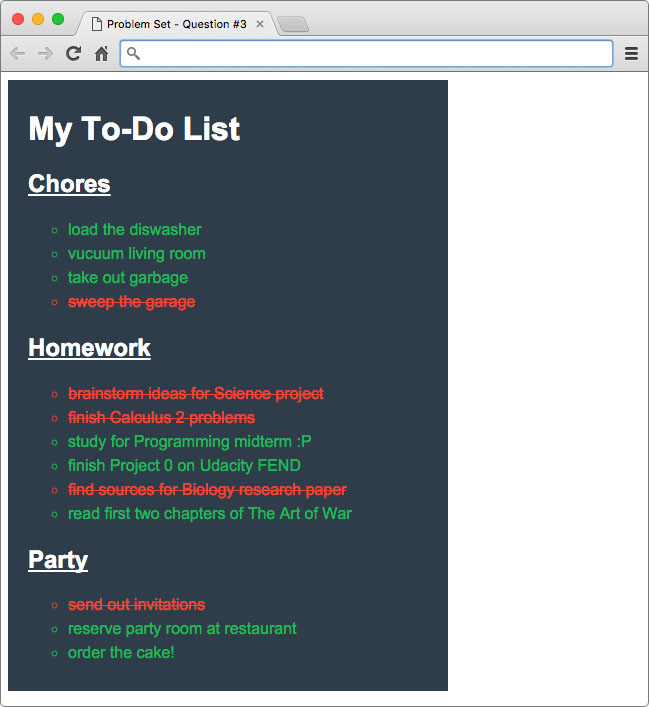 Problem Set - Question #3
My To-Do List
Chores
load the diswasher
vucuum living room
take out garbage
sweep the garage
Homework
brainstorm ideas for Science project
finish Calculus 2 problems
study for Programming midterm :P
finish Project 0 on Udacity FEND
find sources for Biology research paper
read first two chapters of The Art of War
Party
send out invitations
reserve party room at restaurant
order the cake!